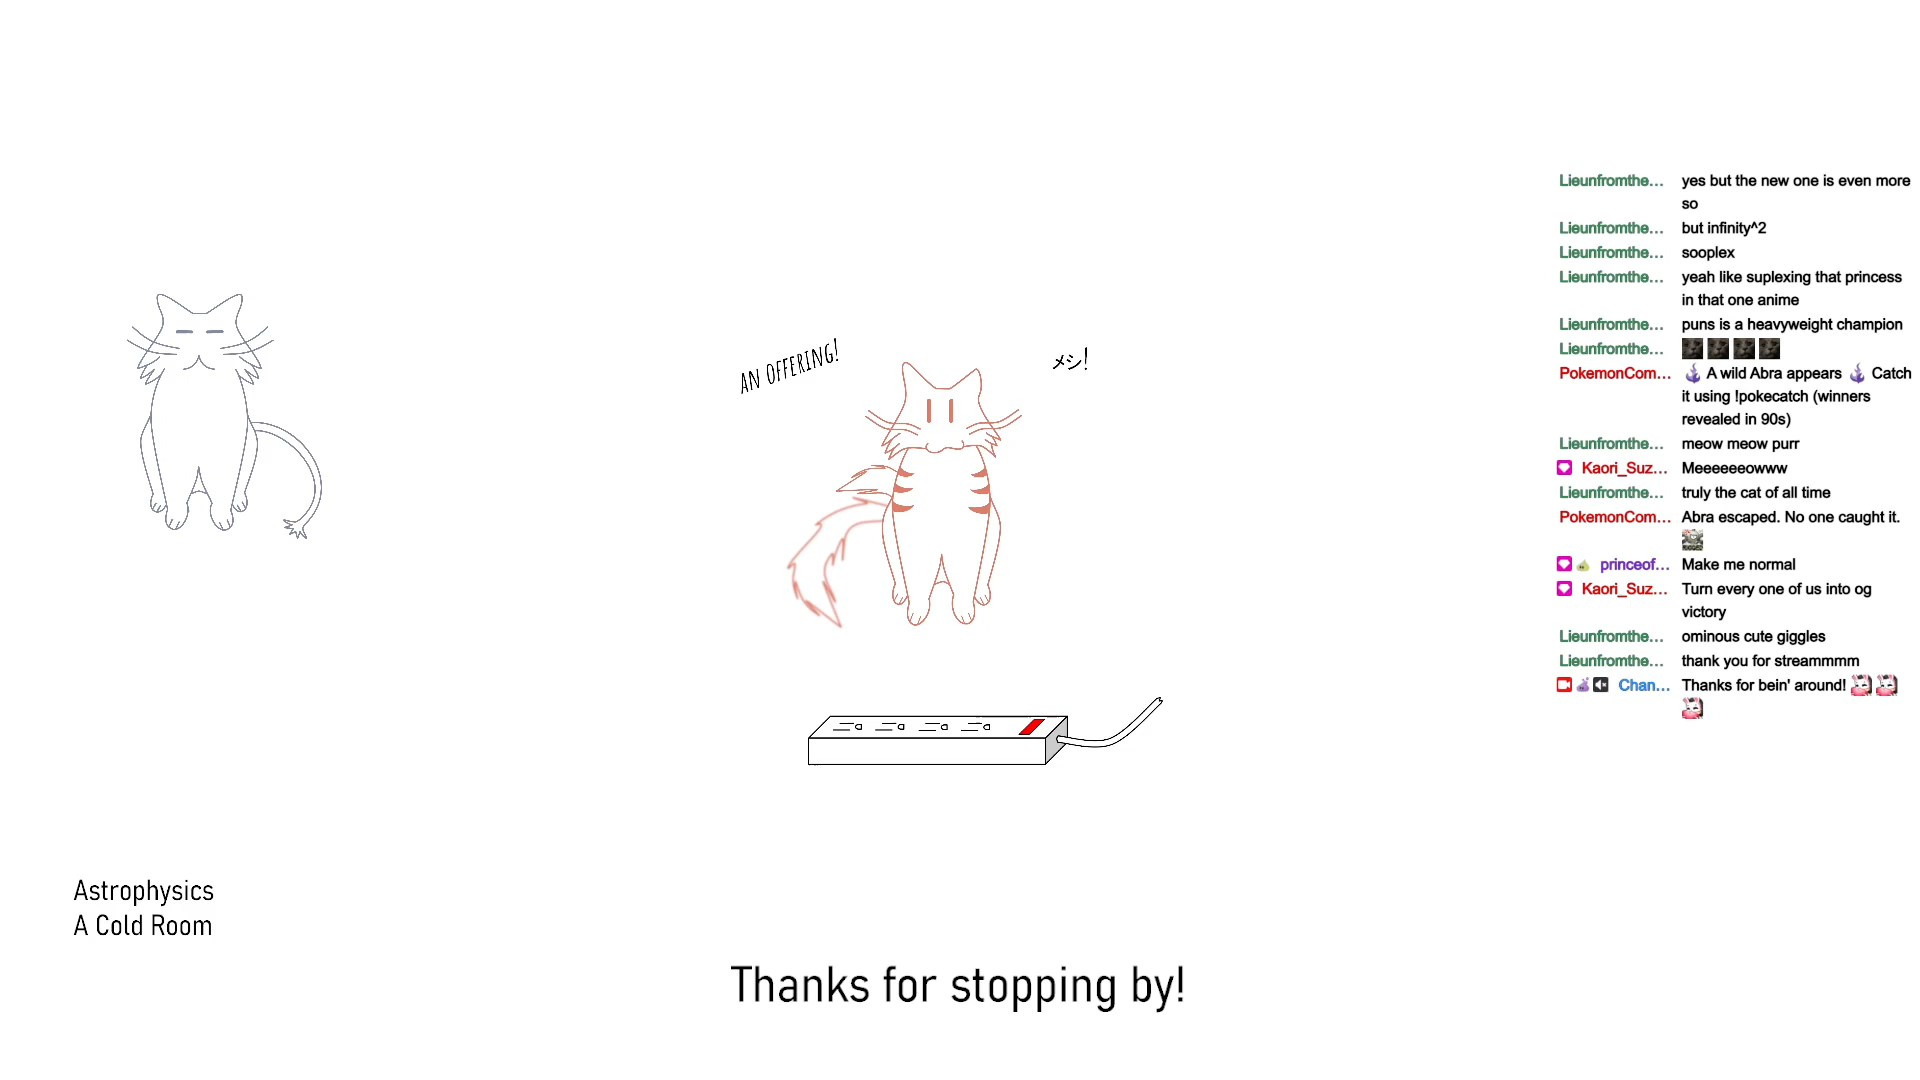 AN OFFERING!
メシ!
Astrophysics
A Cold Room
Thanks for stopping by!
Lieunfromthe... yes but the new one is even more
so
Lieunfromthe... but infinity^2
Lieunfromthe... sooplex
Lieunfromthe... yeah like suplexing that princess
in that one anime
Lieunfromthe... puns is a heavyweight champion
Lieunfromthe...
PokemonCom... A wild Abra appears Catch
it using !pokecatch (winners
revealed in 90s)
Lieunfromthe... meow meow purr
Kaori_Suz... Meeeeeeowww
Lieunfromthe... truly the cat of all time
PokemonCom... Abra escaped. No one caught it.
princeof... Make me normal
Kaori_Suz... Turn every one of us into og
victory
Lieunfromthe... ominous cute giggles
Lieunfromthe... thank you for streammmm
Chan... Thanks for bein' around!